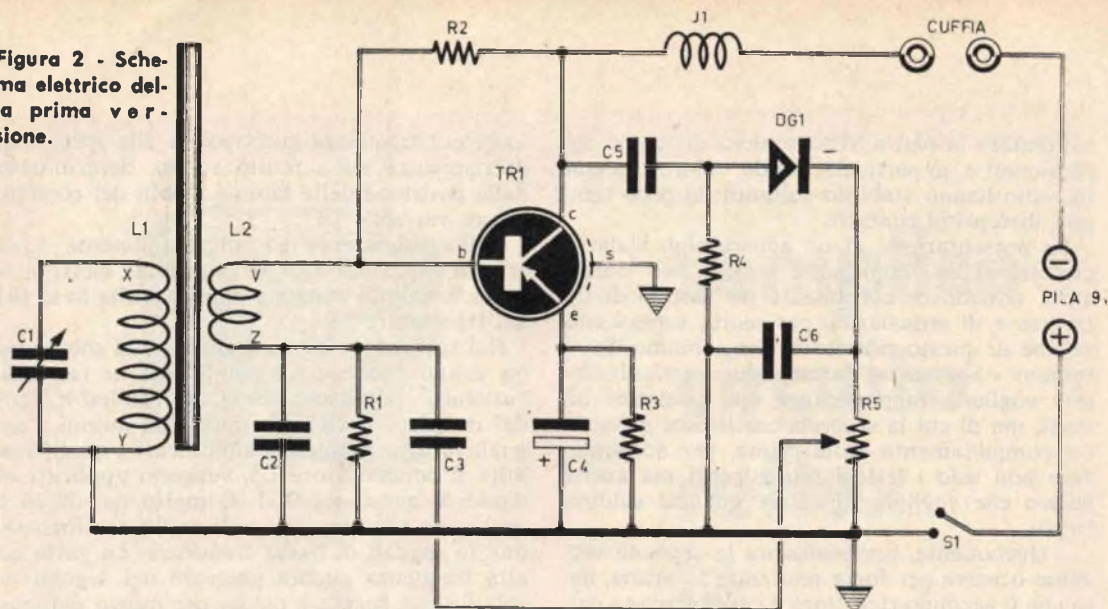 Figura 2 - Sche-
ma elettrico del-
la prima ver-
sione.
R2
J1
CUFFIA
DG1
C5
TR1
L1
L2
V
Z
Y
b
c
s
e
R4
PILA 9
C1
C6
C2
R1
C3
C4
+
R3
R5
S1